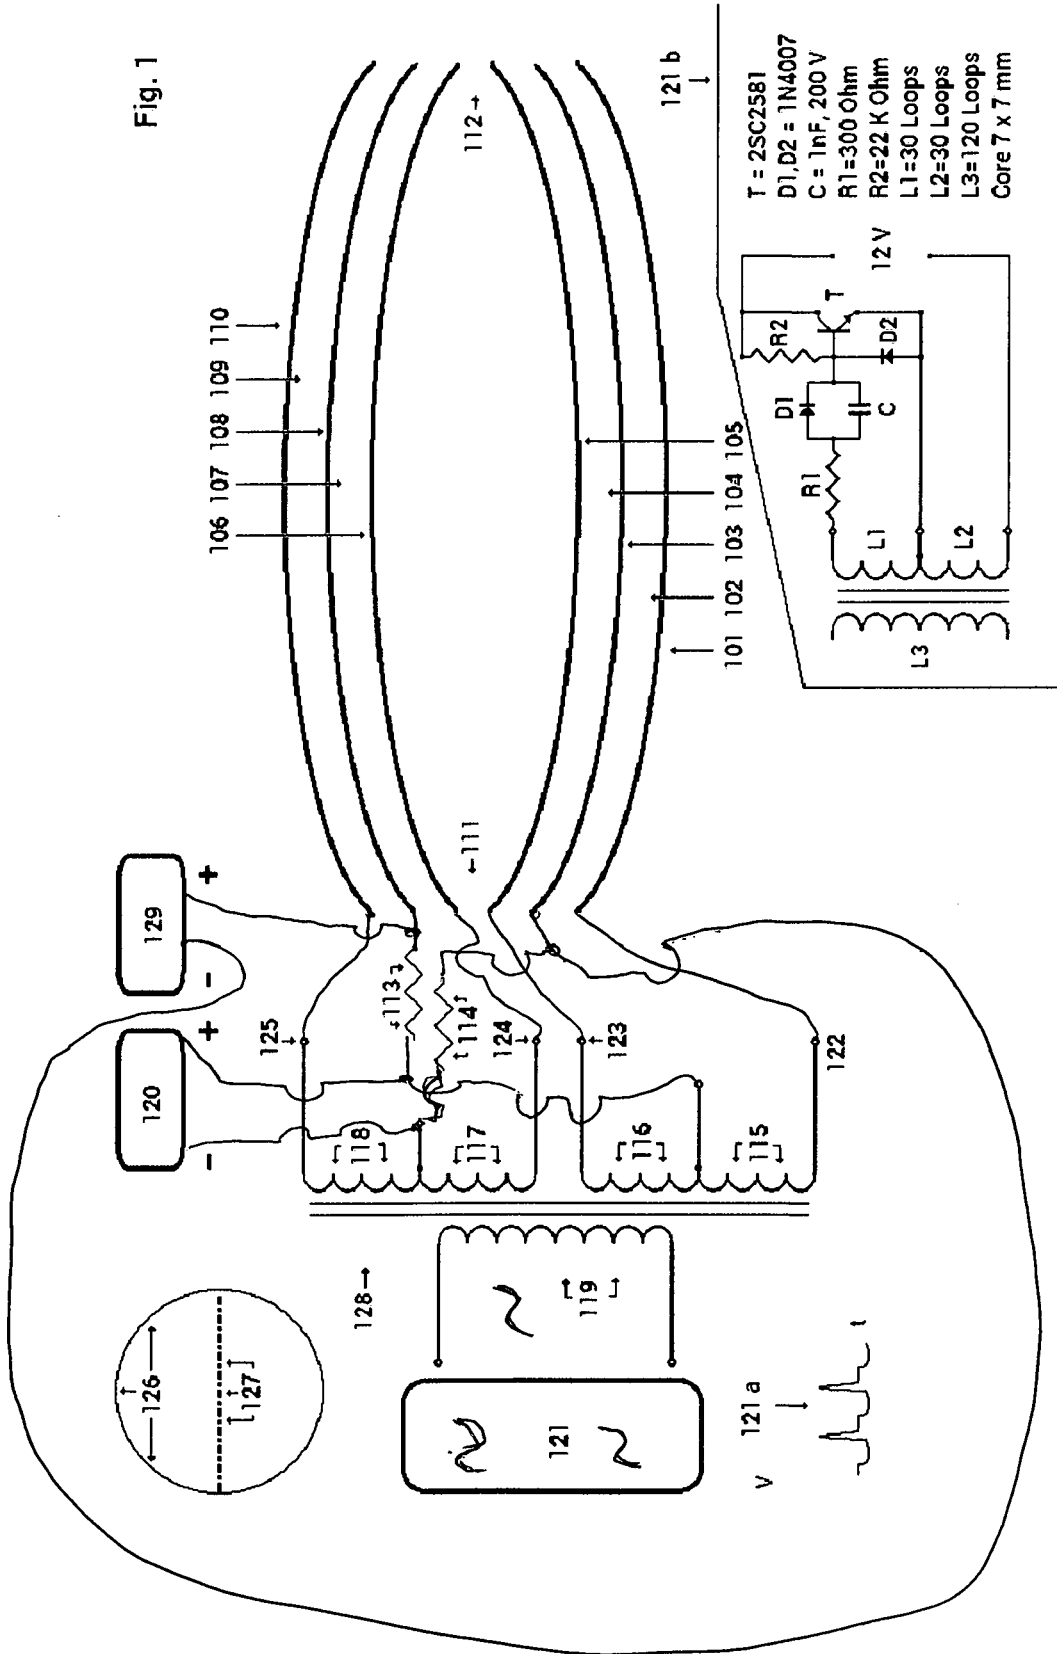 Fig. 1
110
109
108
107
106
112
111
105
104
103
102
101
129
+
-
120
+
-
125
113
114
124
123
122
118
117
116
115
126
127
128
119
121
121 a
V
t
121 b
T = 2SC2581
D1,D2 = 1N4007
C = 1nF, 200 V
R1=300 Ohm
R2=22 K Ohm
L1=30 Loops
L2=30 Loops
L3=120 Loops
Core 7 x 7 mm
12 V
T
R2
D2
D1
C
R1
L1
L2
L3